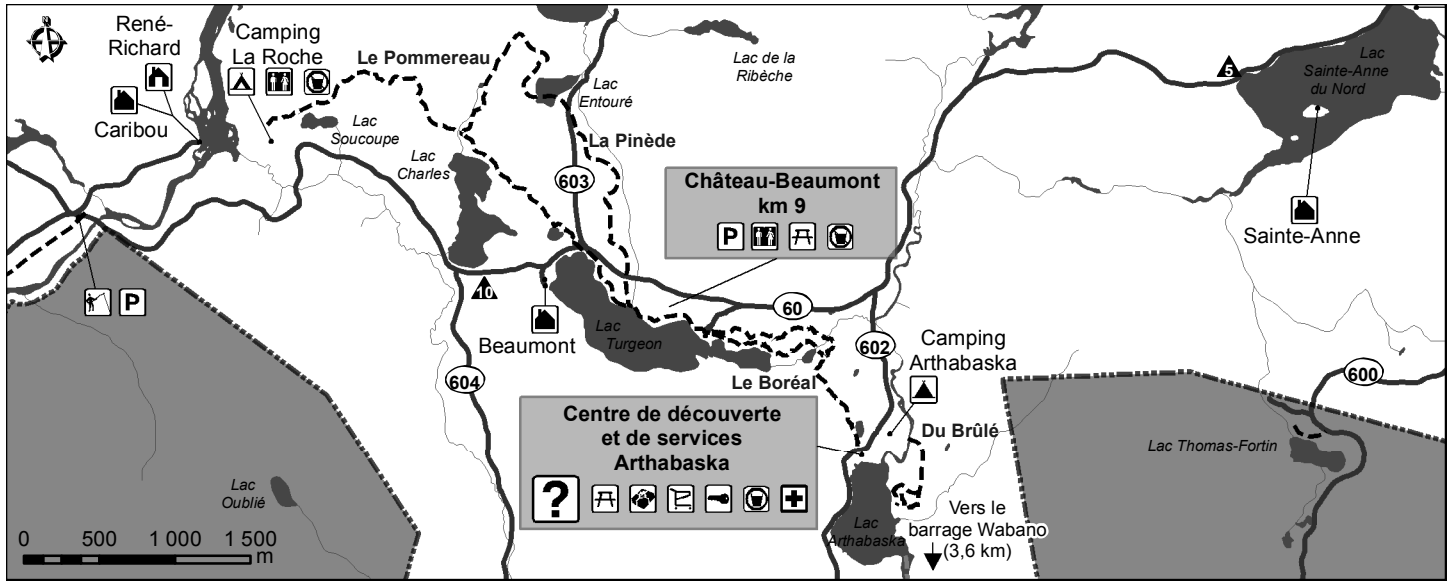 N
René-
Richard
Camping
La Roche
Le Pommereau
Caribou
Lac
Soucoupe
Lac
Charles
Lac
Entouré
Lac de la
Ribèche
5
Lac
Sainte-Anne
du Nord
La Pinède
603
Château-Beaumont
km 9
P
Sainte-Anne
P
10
Beaumont
Lac
Turgeon
60
602
Camping
Arthabaska
604
Le Boréal
600
Centre de découverte
et de services
Arthabaska
?
Du Brûlé
Lac Thomas-Fortin
Lac
Oublié
Lac
Arthabaska
Vers le
barrage Wabano
(3,6 km)
0 500 1 000 1 500
m